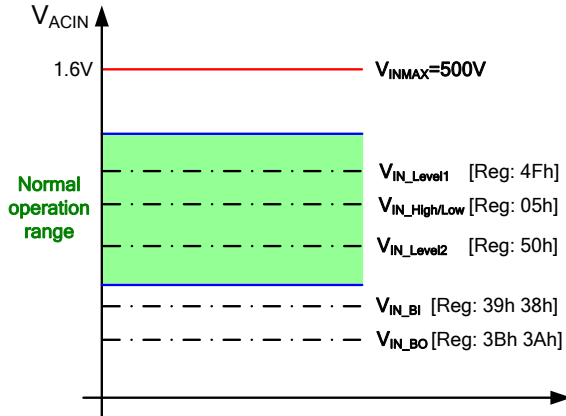 VACIN
1.6V
VINMAX=500V
VIN_Level1 [Reg: 4Fh]
VIN_High/Low [Reg: 05h]
Normal
operation
range
VIN_Level2 [Reg: 50h]
VIN_BI [Reg: 39h 38h]
VIN_BO [Reg: 3Bh 3Ah]